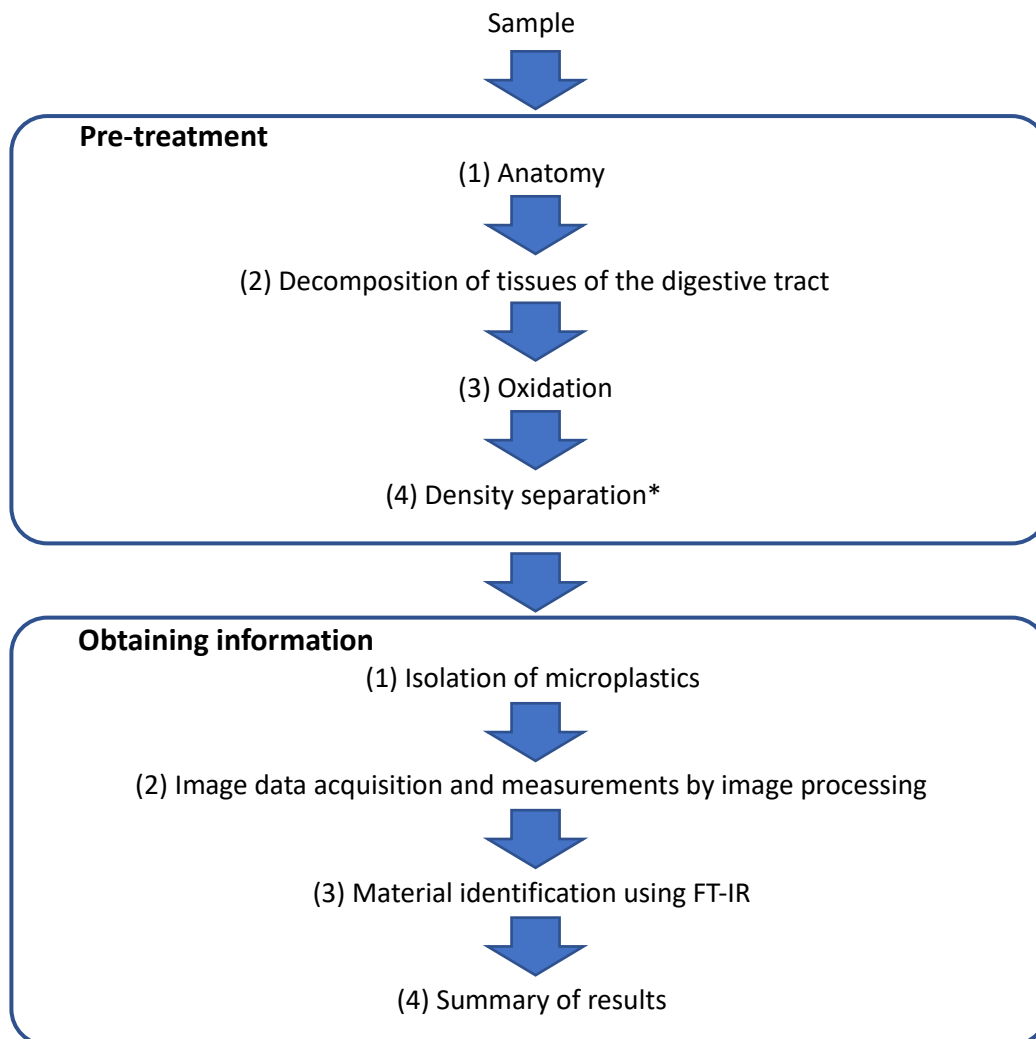 Sample
Pre-treatment
(1) Anatomy
(2) Decomposition of tissues of the digestive tract
(3) Oxidation
(4) Density separation*
Obtaining information
(1) Isolation of microplastics
(2) Image data acquisition and measurements by image processing
(3) Material identification using FT-IR
(4) Summary of results